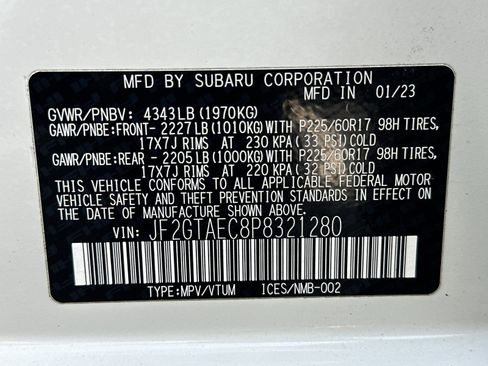 MFD BY SUBARU CORPORATION
MFD IN 01/23
GVWR/PNBV: 4343LB(1970KG)
GAWR/PNBE:FRONT- 2227LB(1010KG)WITH P225/60R17 98H TIRES,
17X7J RIMS AT 230 KPA(33 PSI)COLD
GAWR/PNBE:REAR - 2205LB(1000KG)WITH P225/60R17 98H TIRES,
17X7J RIMS AT 220 KPA(32 PSI)COLD
THIS VEHICLE CONFORMS TO ALL APPLICABLE FEDERAL MOTOR
VEHICLE SAFETY AND THEFT PREVENTION STANDARDS IN EFFECT
ON THE DATE OF MANUFACTURE SHOWN ABOVE.
VIN: JF2GTAEC8P8321280
TYPE:MPV/VTUM ICES/NMB-002